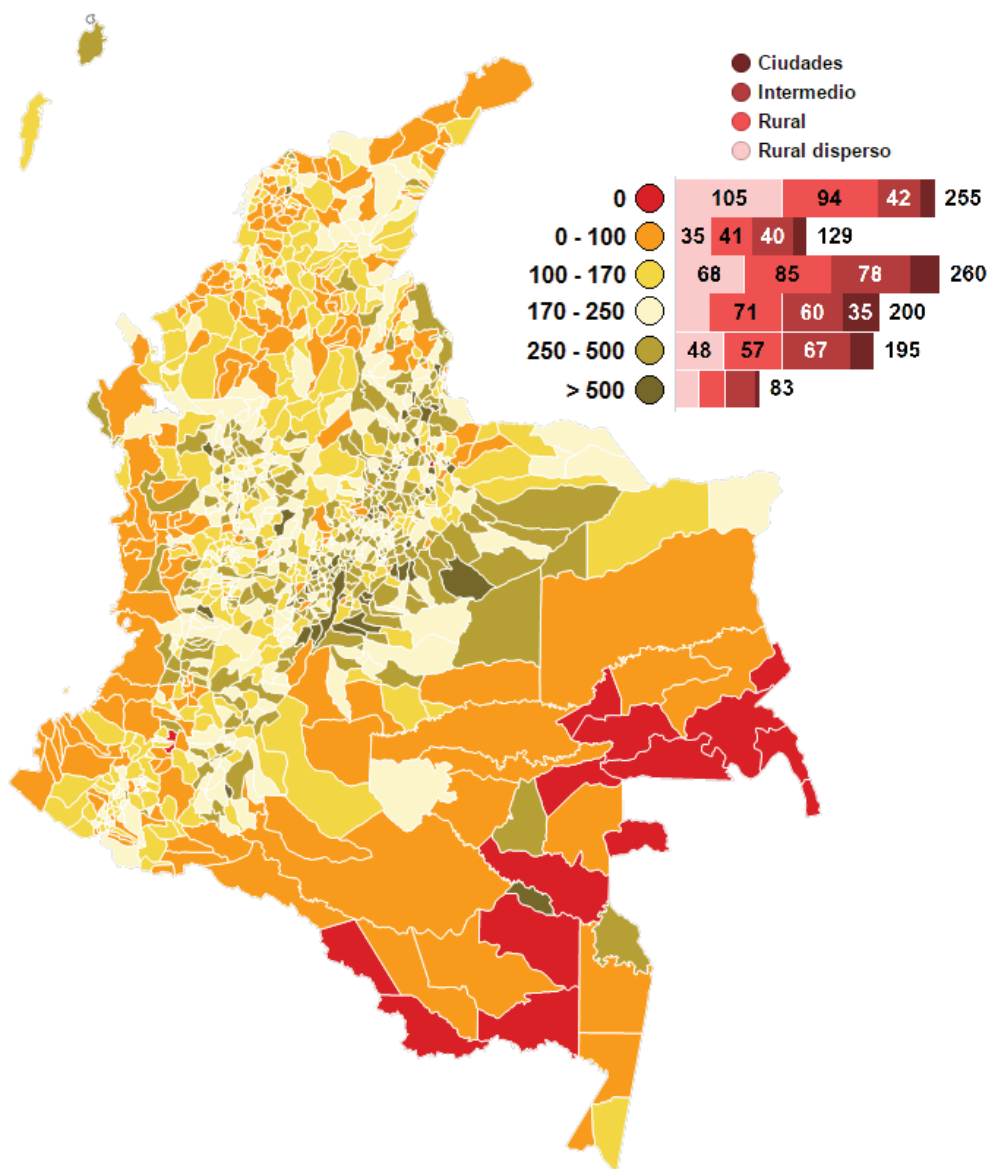 Ciudades
Intermedio
Rural
Rural disperso
0 105 94 42 255
0 - 100 35 41 40 129
100 - 170 68 85 78 260
170 - 250 71 60 35 200
250 - 500 48 57 67 195
> 500 83